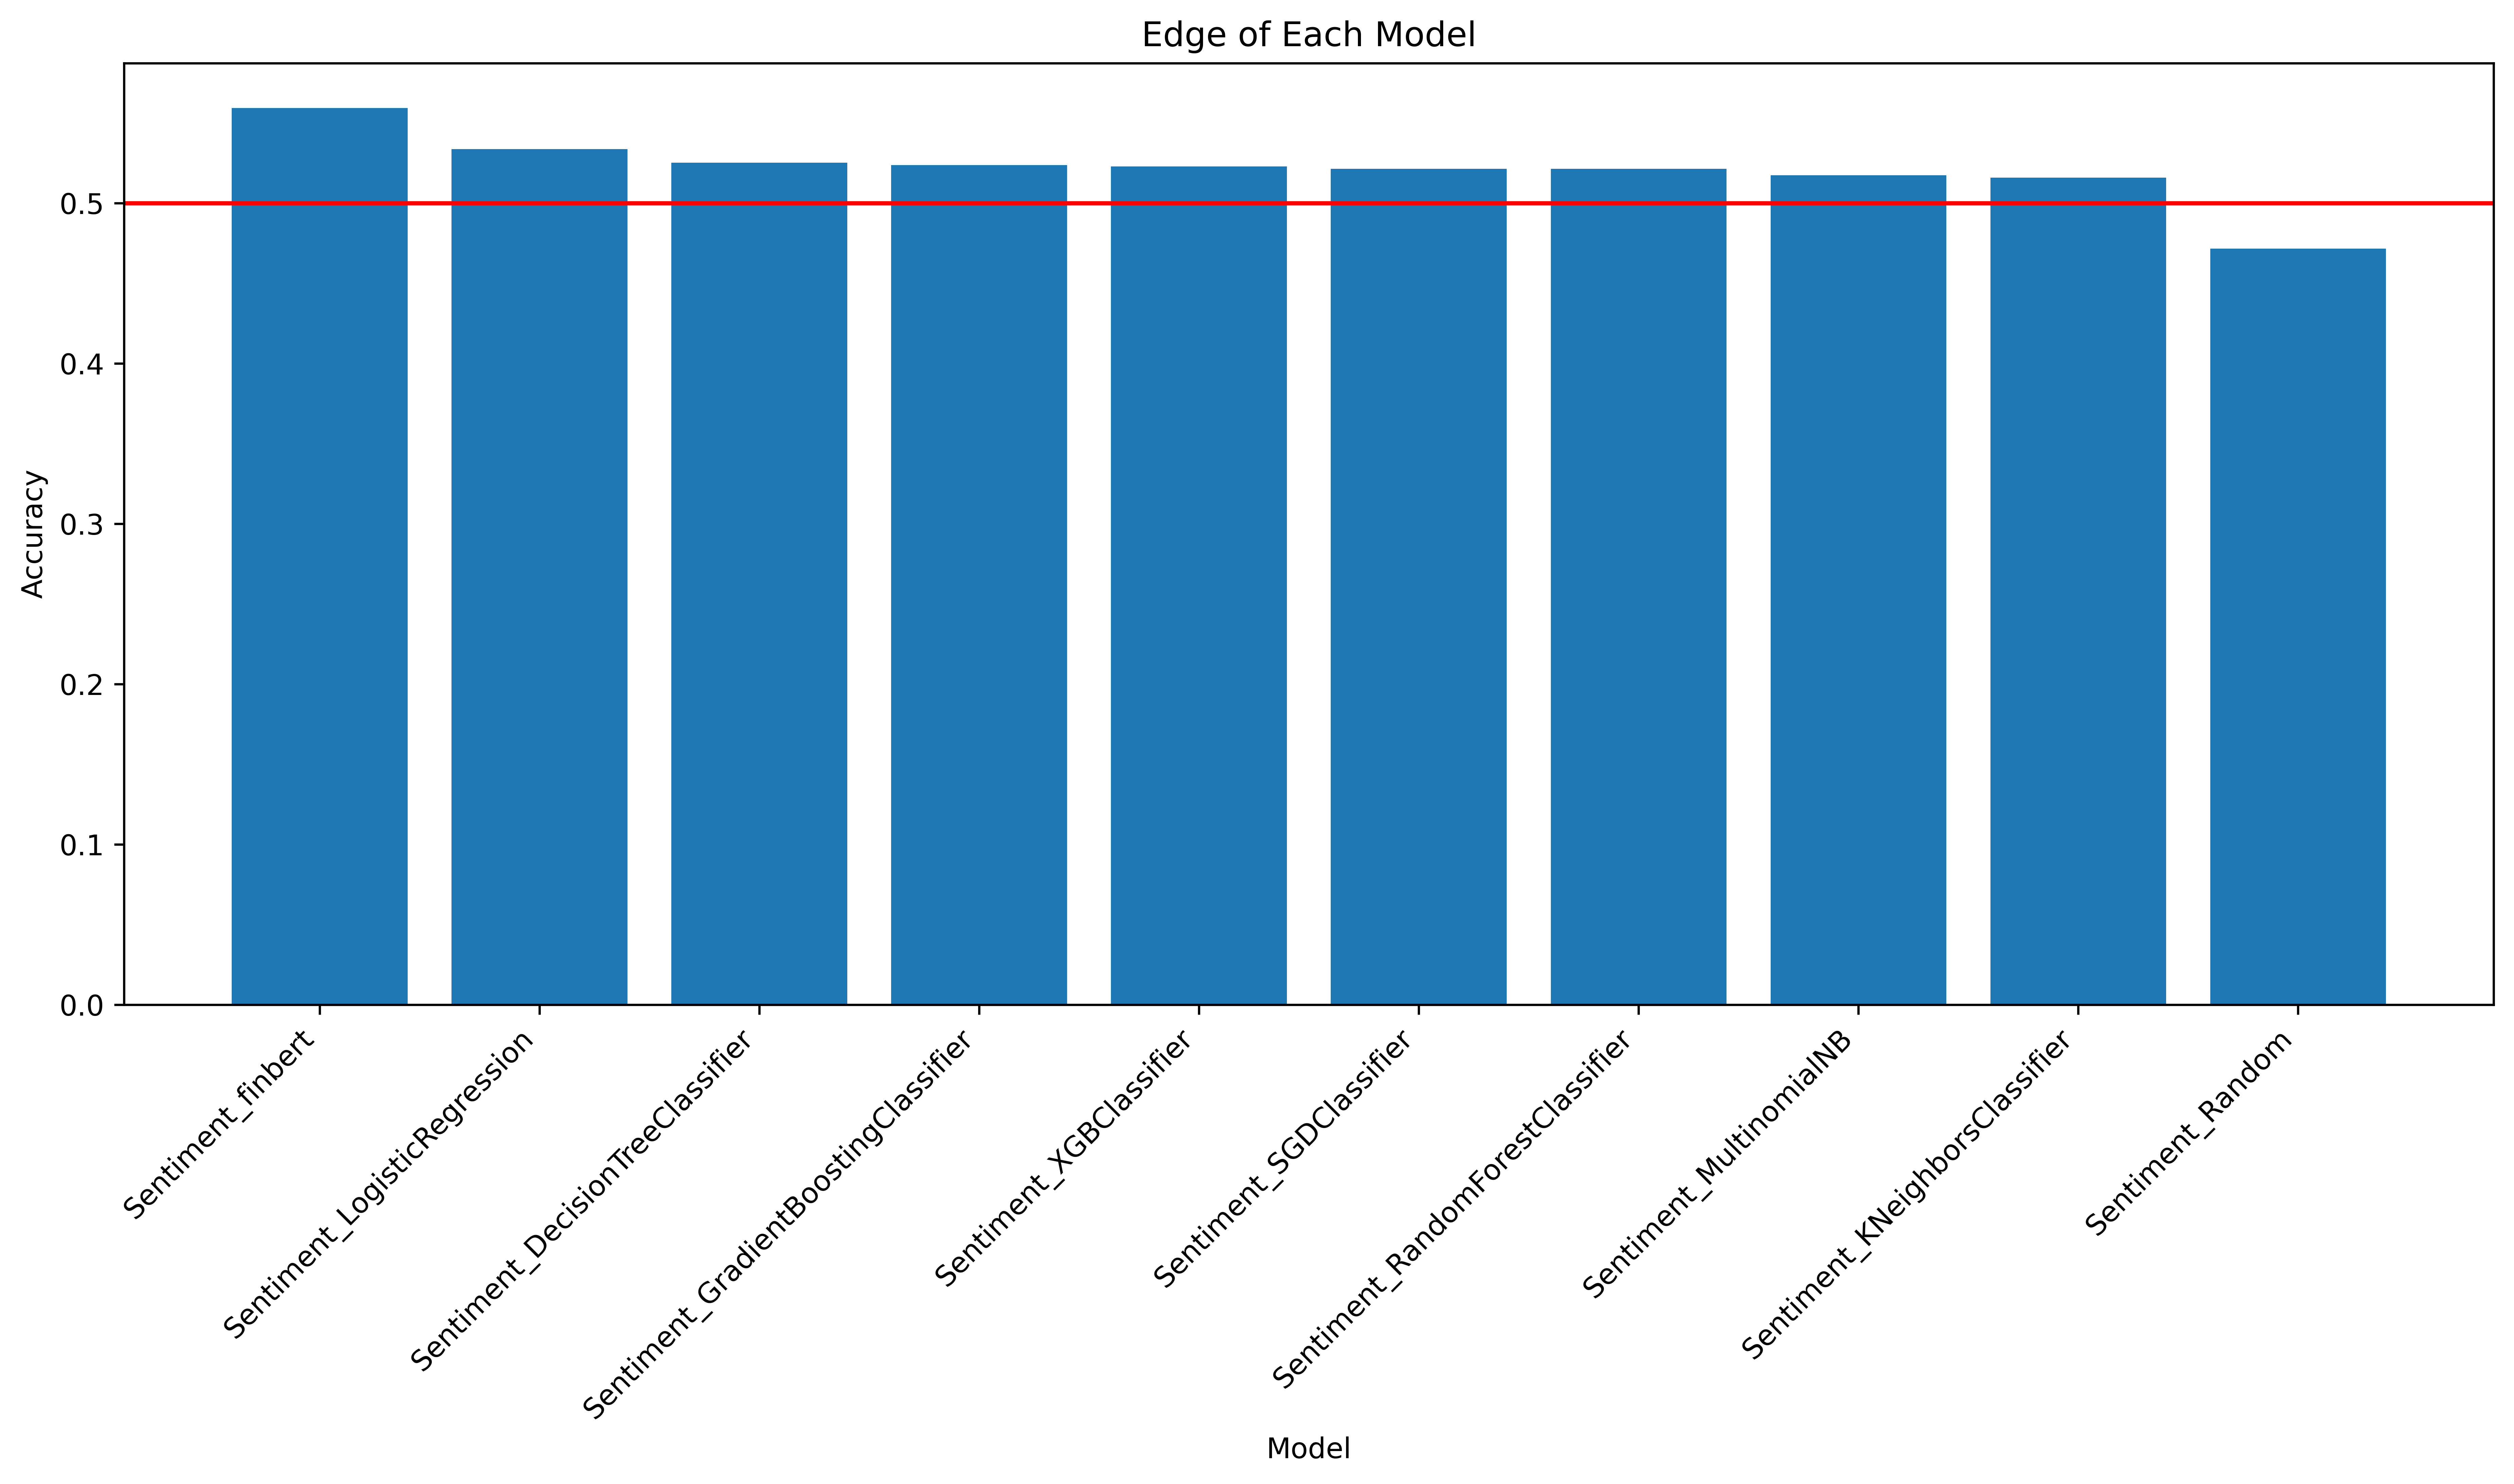 Edge of Each Model
Accuracy
0.5
0.4
0.3
0.2
0.1
0.0
Sentiment_finbert
Sentiment_LogisticRegression
Sentiment_DecisionTreeClassifier
Sentiment_GradientBoostingClassifier
Sentiment_XGBClassifier
Sentiment_SGDClassifier
Sentiment_RandomForestClassifier
Sentiment_MultinomialNB
Sentiment_KNeighborsClassifier
Sentiment_Random
Model